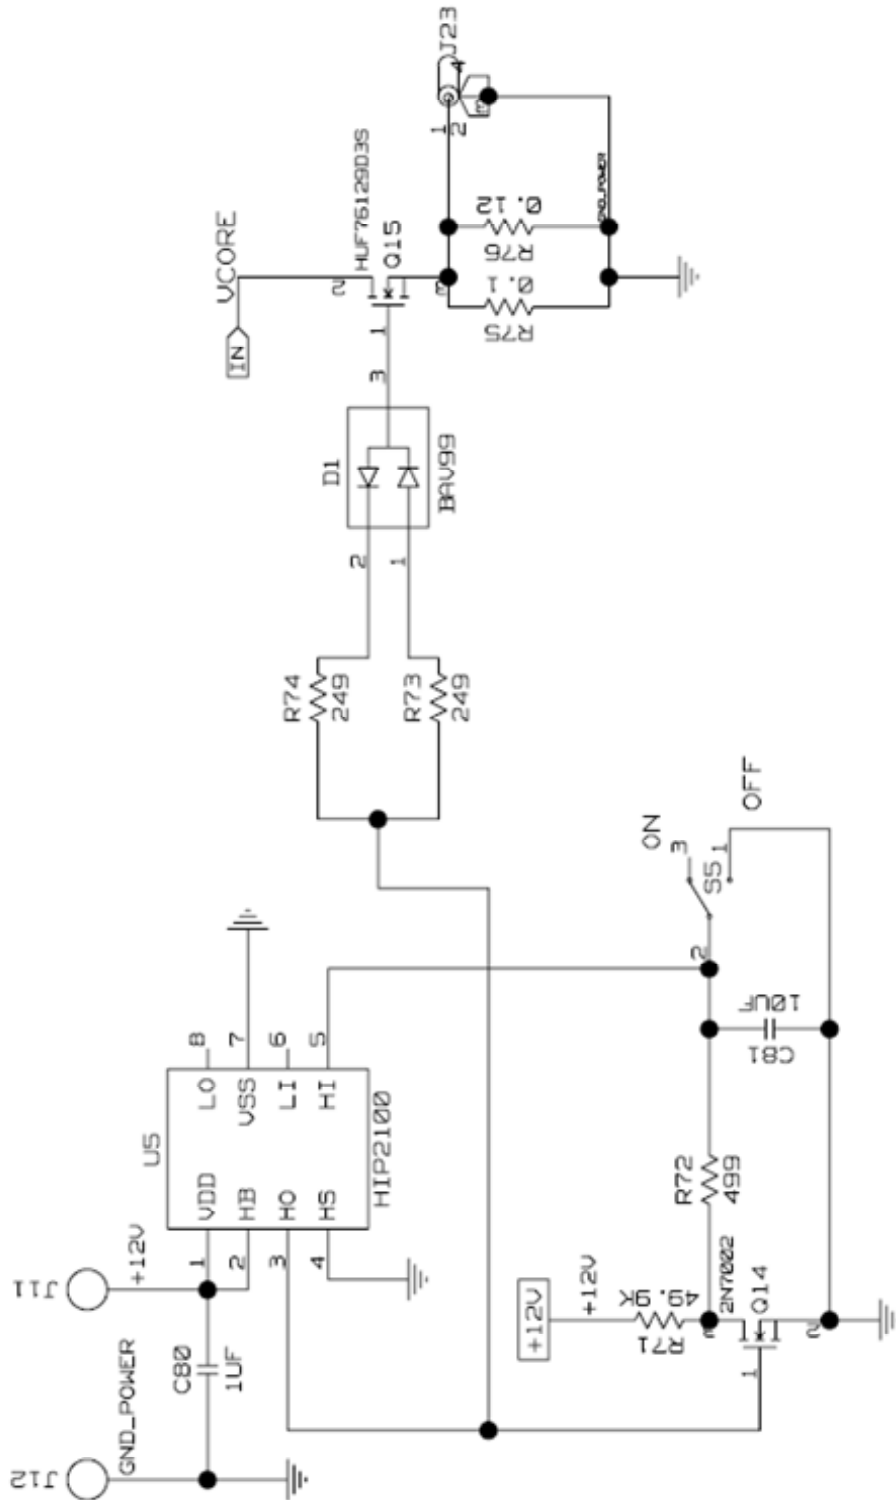 J23
4
3
1
2
GND_POWER
0.12
R76
0.1
R75
VCORE
IN
HUF76129D3S
Q15
2
3
1
3
D1
BAV99
2
1
R74
249
R73
249
ON
3
S5
1
OFF
2
10UF
C81
8
7
6
5
LO
VSS
LI
HI
U5
HIP2100
VDD
HB
HO
HS
1
2
3
4
J11
+12V
C80
1UF
GND_POWER
J12
R72
499
+12V
+12V
49.9K
R71
2N7002
Q14
3
1
2